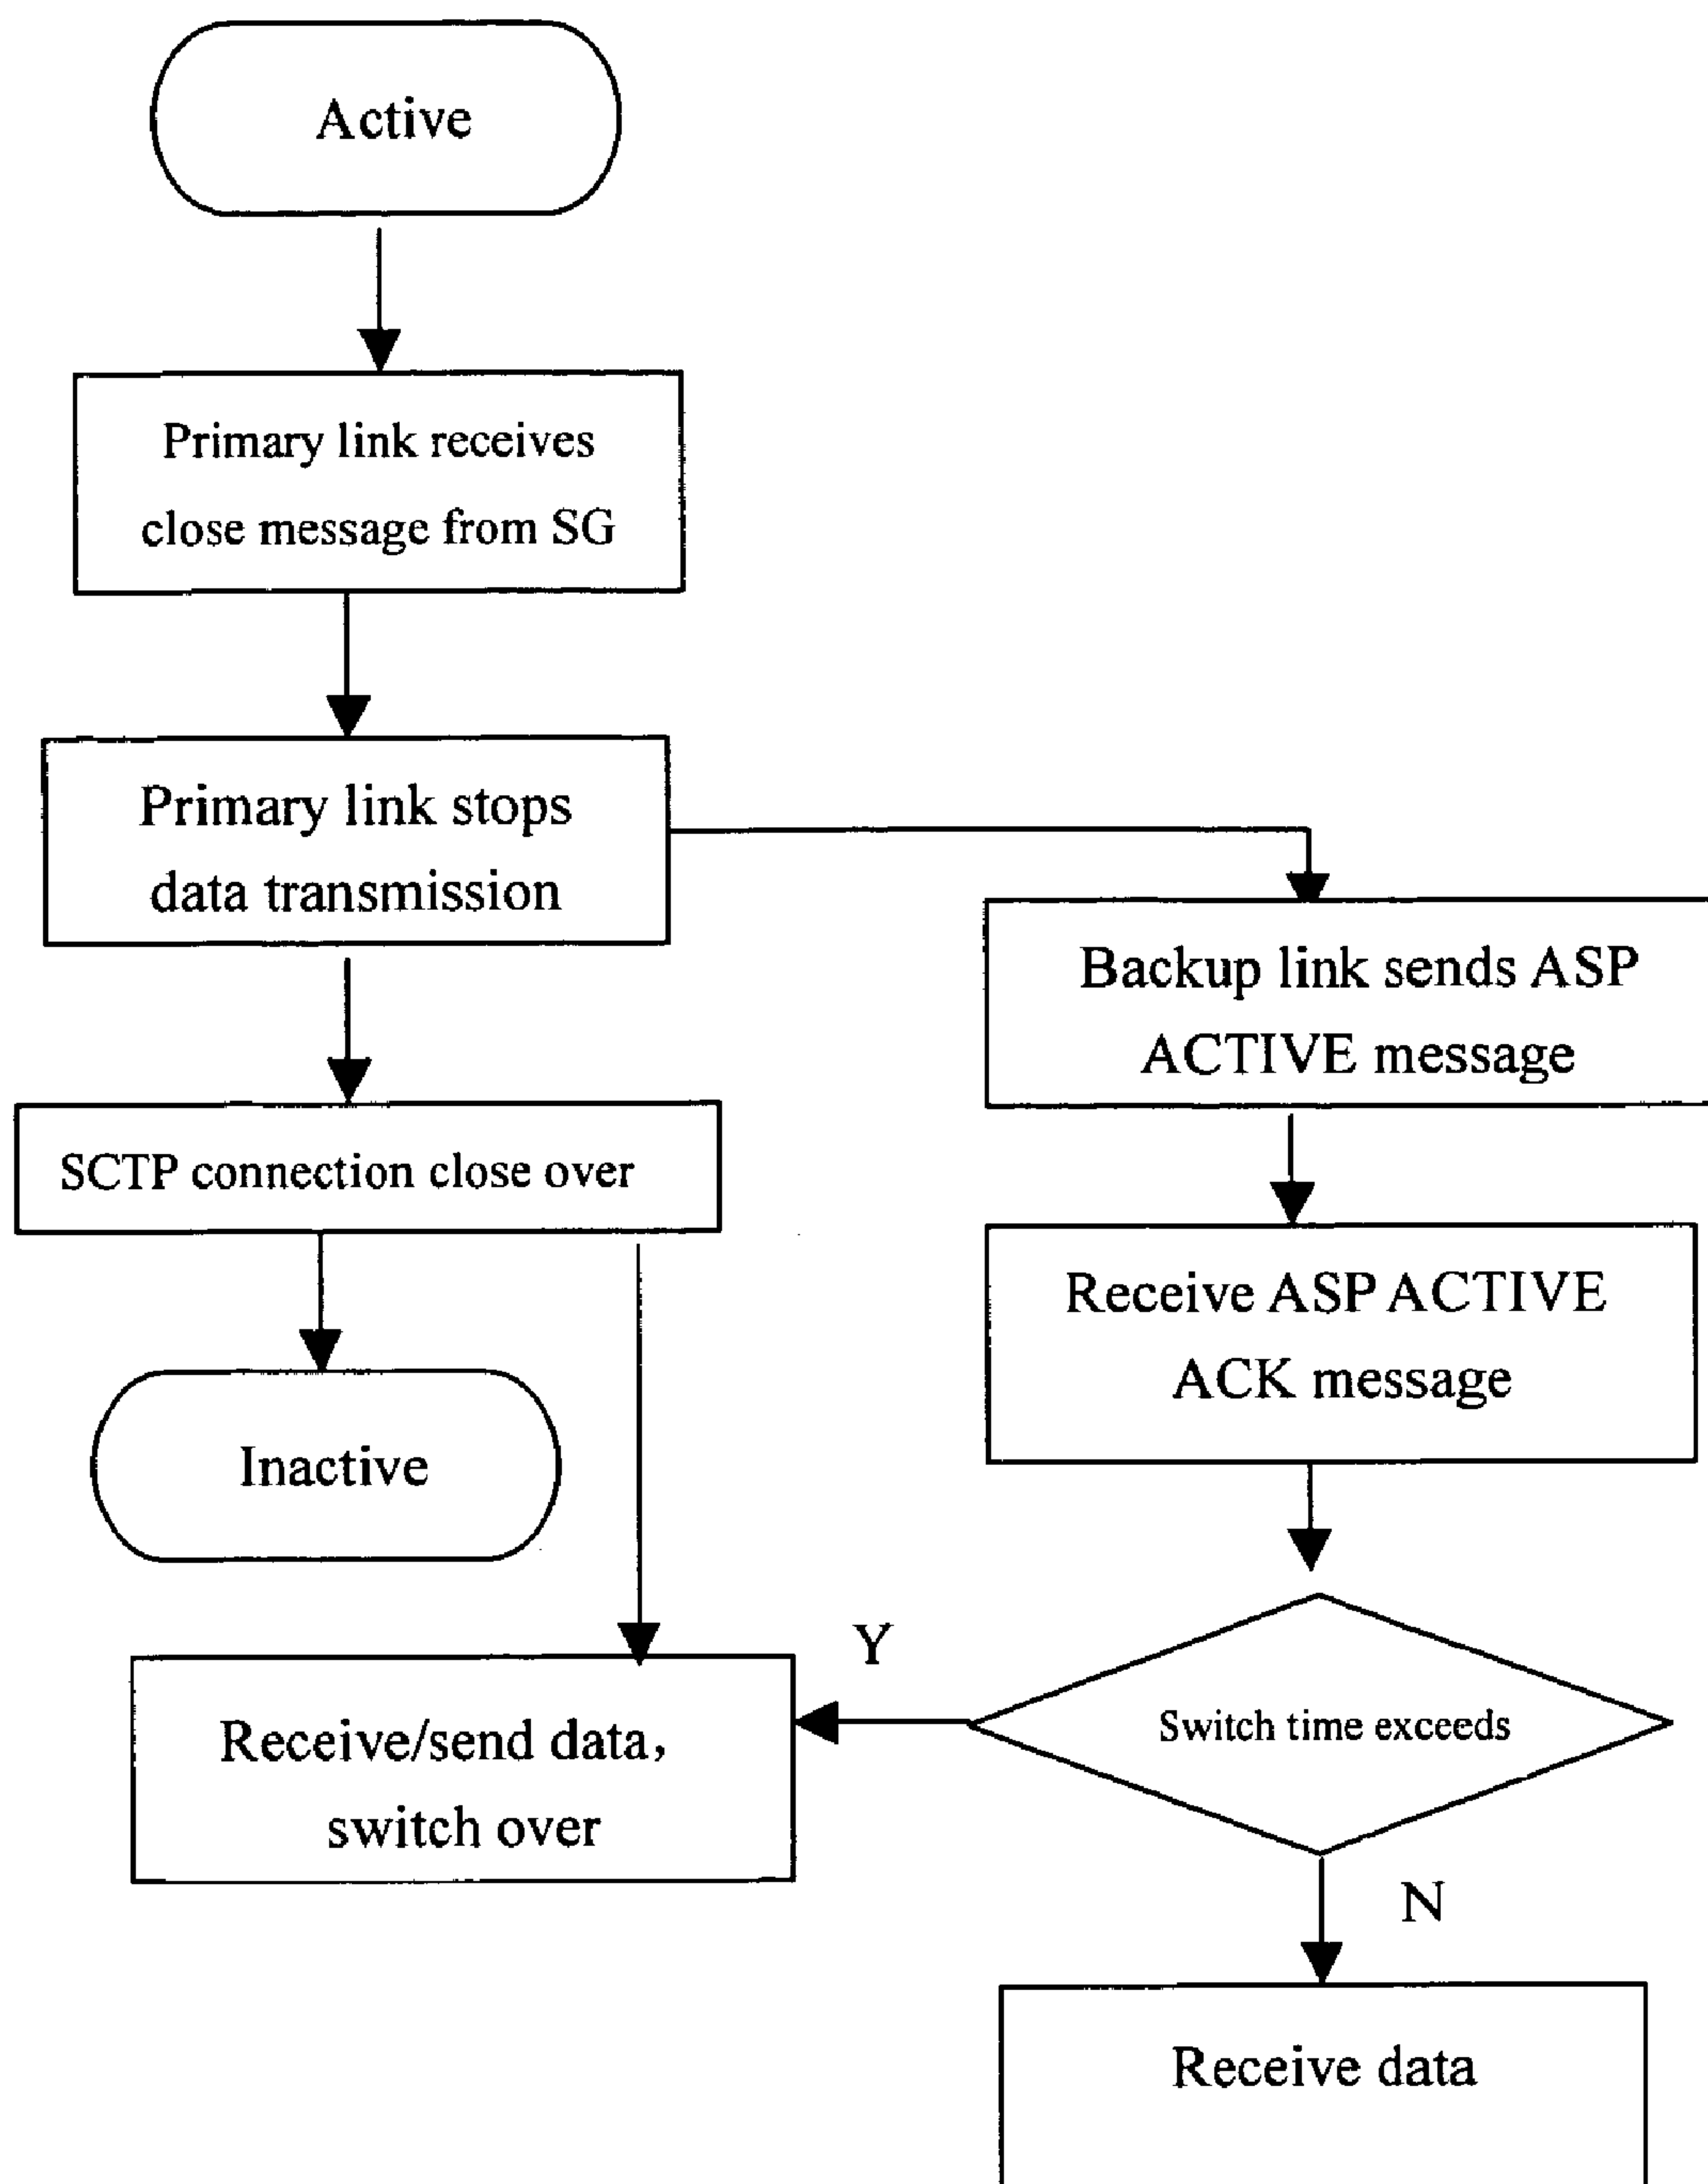 Active
Primary link receives
close message from SG
Primary link stops
data transmission
Backup link sends ASP
ACTIVE message
SCTP connection close over
Receive ASP ACTIVE
ACK message
Inactive
Y
Switch time exceeds
Receive/send data,
switch over
N
Receive data